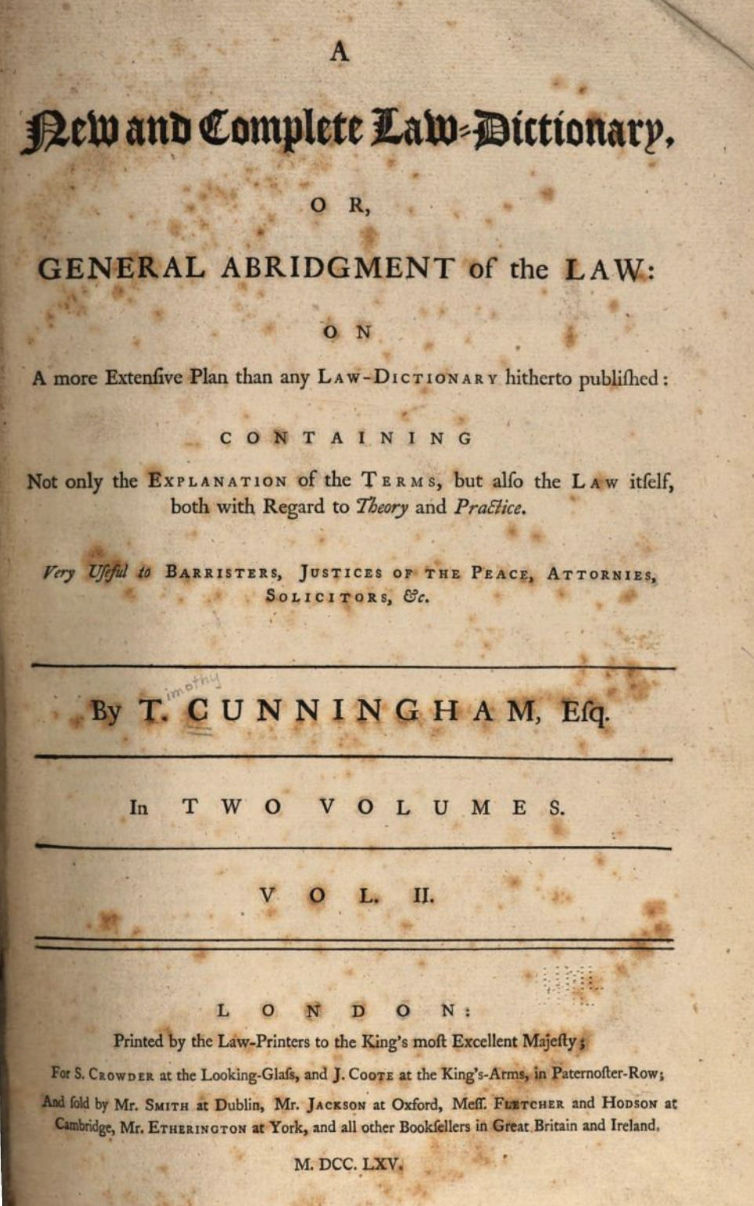 A
New and Complete Law-Dictionary,
O R,
GENERAL ABRIDGMENT of the LAW:
O N
A more Extenſive Plan than any LAW-DICTIONARY hitherto publiſhed:
C O N T A I N I N G
Not only the EXPLANATION of the TERMS, but alſo the LAW itſelf,
both with Regard to Theory and Practice.
Very Uſeful to BARRISTERS, JUSTICES OF THE PEACE, ATTORNIES,
SOLICITORS, &c.
imothy
By T. CUNNINGHAM, Eſq.
In T W O V O L U M E S.
V O L. II.
L O N D O N:
Printed by the Law-Printers to the King's moſt Excellent Majeſty;
For S. CROWDER at the Looking-Glaſs, and J. COOTE at the King's-Arms, in Paternoſter-Row;
And ſold by Mr. SMITH at Dublin, Mr. JACKSON at Oxford, Meſſ. FLETCHER and HODSON at
Cambridge, Mr. ETHERINGTON at York, and all other Bookſellers in Great Britain and Ireland.
M. DCC. LXV.